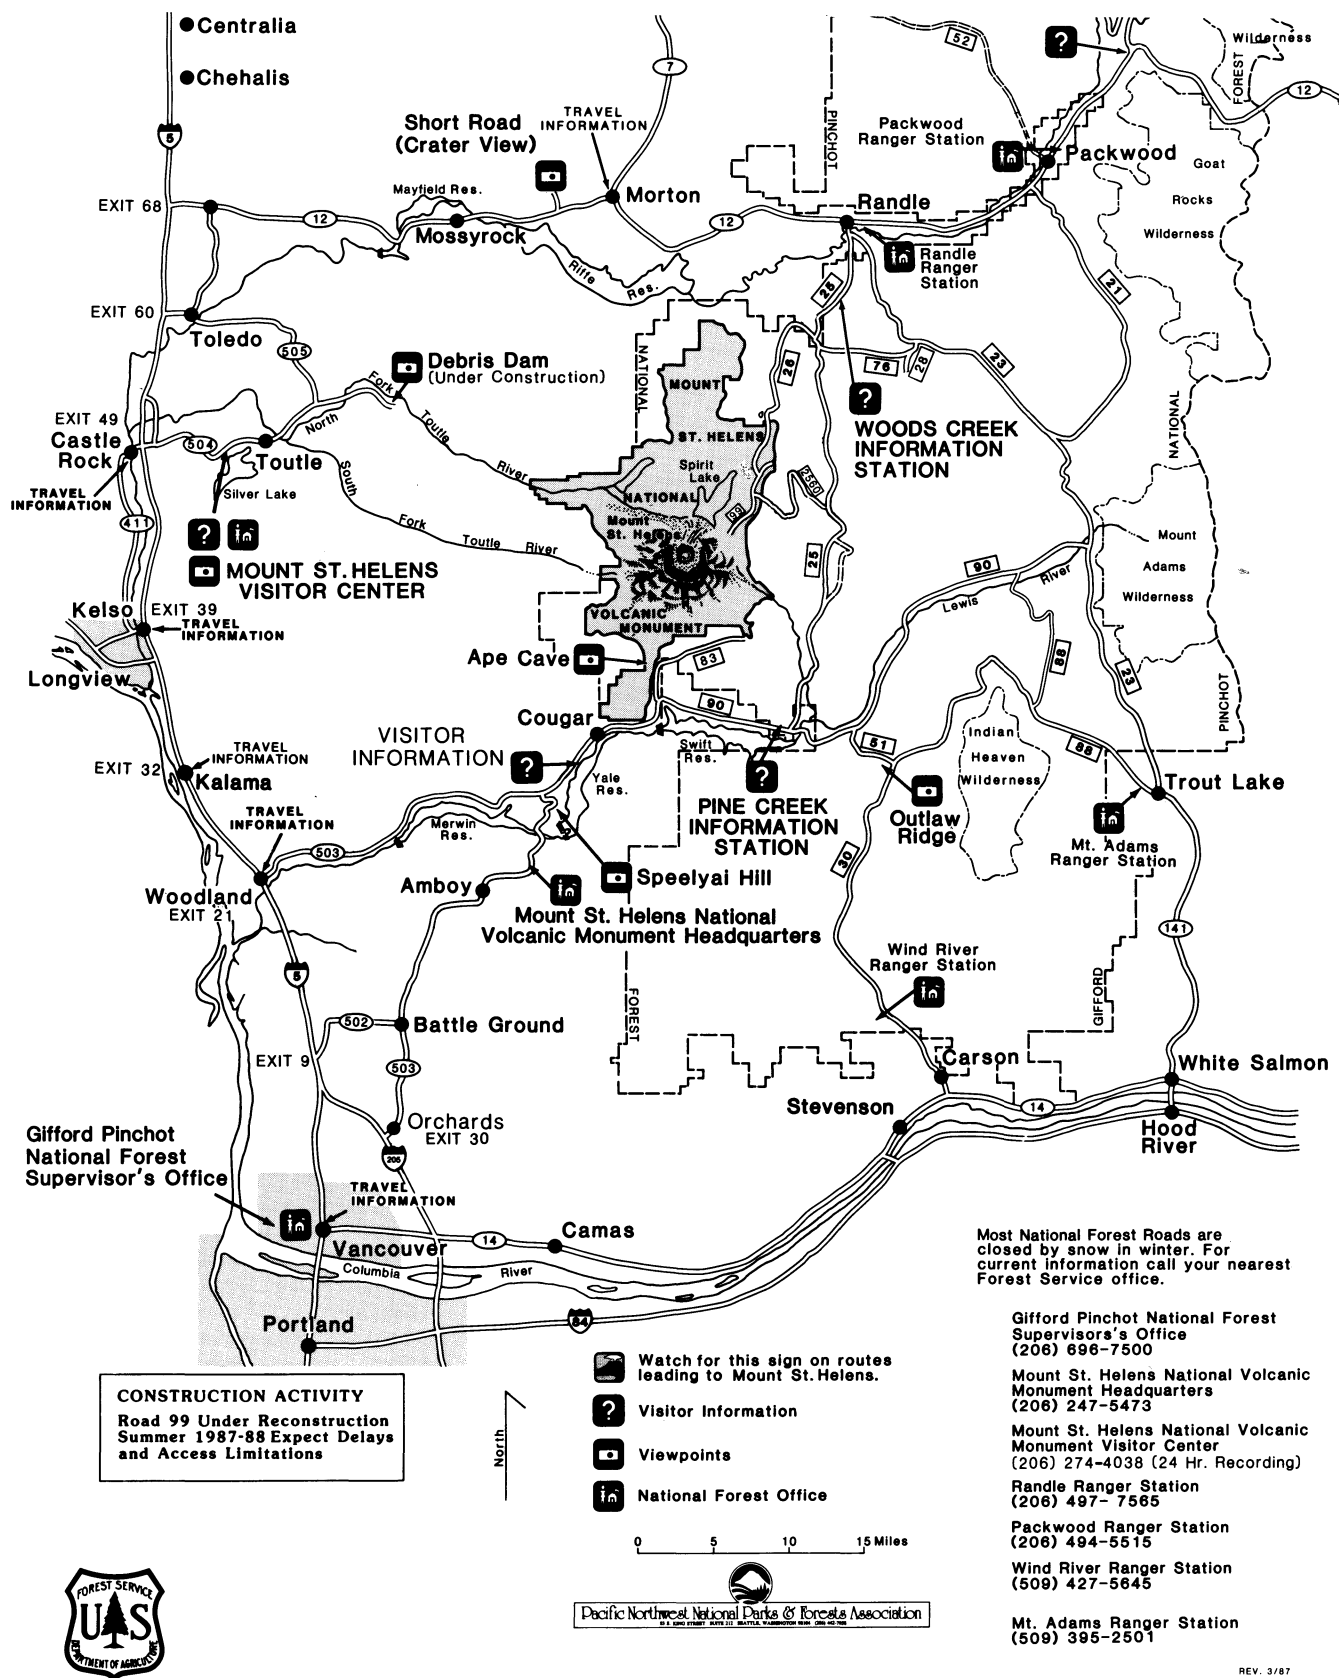 Centralia
Chehalis
5
7
52
?
Wilderness
FOREST
12
Short Road
(Crater View)
TRAVEL
INFORMATION
PINCHOT
Packwood
Ranger Station
Packwood
Goat
Rocks
Wilderness
Mayfield Res.
Morton
EXIT 68
12
Mossyrock
12
Randle
Randle
Ranger
Station
Riffe
Res.
25
21
EXIT 60
Toledo
505
NATIONAL
MOUNT
26
76
28
23
Debris Dam
(Under Construction)
Fork
North
Toutle
River
?
WOODS CREEK
INFORMATION
STATION
NATIONAL
EXIT 49
Castle
Rock
504
Toutle
TRAVEL
INFORMATION
Silver Lake
South
Fork
Toutle River
ST. HELENS
Spirit
Lake
NATIONAL
Mount
St. Helens
99
2560
25
411
?
MOUNT ST. HELENS
VISITOR CENTER
Mount
Adams
Wilderness
90
Lewis
River
Kelso
EXIT 39
TRAVEL
INFORMATION
Longview
VOLCANIC
MONUMENT
Ape Cave
83
88
23
PINCHOT
90
Cougar
VISITOR
INFORMATION
?
Swift
Res.
51
Indian
Heaven
Wilderness
88
TRAVEL
INFORMATION
EXIT 32
Kalama
Yale
Res.
?
PINE CREEK
INFORMATION
STATION
Outlaw
Ridge
Trout Lake
Mt. Adams
Ranger Station
TRAVEL
INFORMATION
Merwin
Res.
503
30
Woodland
EXIT 21
Amboy
Speelyai Hill
Mount St. Helens National
Volcanic Monument Headquarters
141
5
Wind River
Ranger Station
GIFFORD
FOREST
502
Battle Ground
EXIT 9
503
Carson
White Salmon
Stevenson
14
Hood
River
Orchards
EXIT 30
205
Gifford Pinchot
National Forest
Supervisor's Office
TRAVEL
INFORMATION
Vancouver
14
Camas
Columbia
River
Portland
84
Most National Forest Roads are
closed by snow in winter. For
current information call your nearest
Forest Service office.
Gifford Pinchot National Forest
Supervisors's Office
(206) 696-7500
Mount St. Helens National Volcanic
Monument Headquarters
(206) 247-5473
Mount St. Helens National Volcanic
Monument Visitor Center
(206) 274-4038 (24 Hr. Recording)
Randle Ranger Station
(206) 497- 7565
Packwood Ranger Station
(206) 494-5515
Wind River Ranger Station
(509) 427-5645
Mt. Adams Ranger Station
(509) 395-2501
CONSTRUCTION ACTIVITY
Road 99 Under Reconstruction
Summer 1987-88 Expect Delays
and Access Limitations
North
Watch for this sign on routes
leading to Mount St. Helens.
?
Visitor Information
Viewpoints
National Forest Office
0 5 10 15 Miles
FOREST SERVICE
U S
DEPARTMENT OF AGRICULTURE
Pacific Northwest National Parks & Forests Association
REV. 3/87